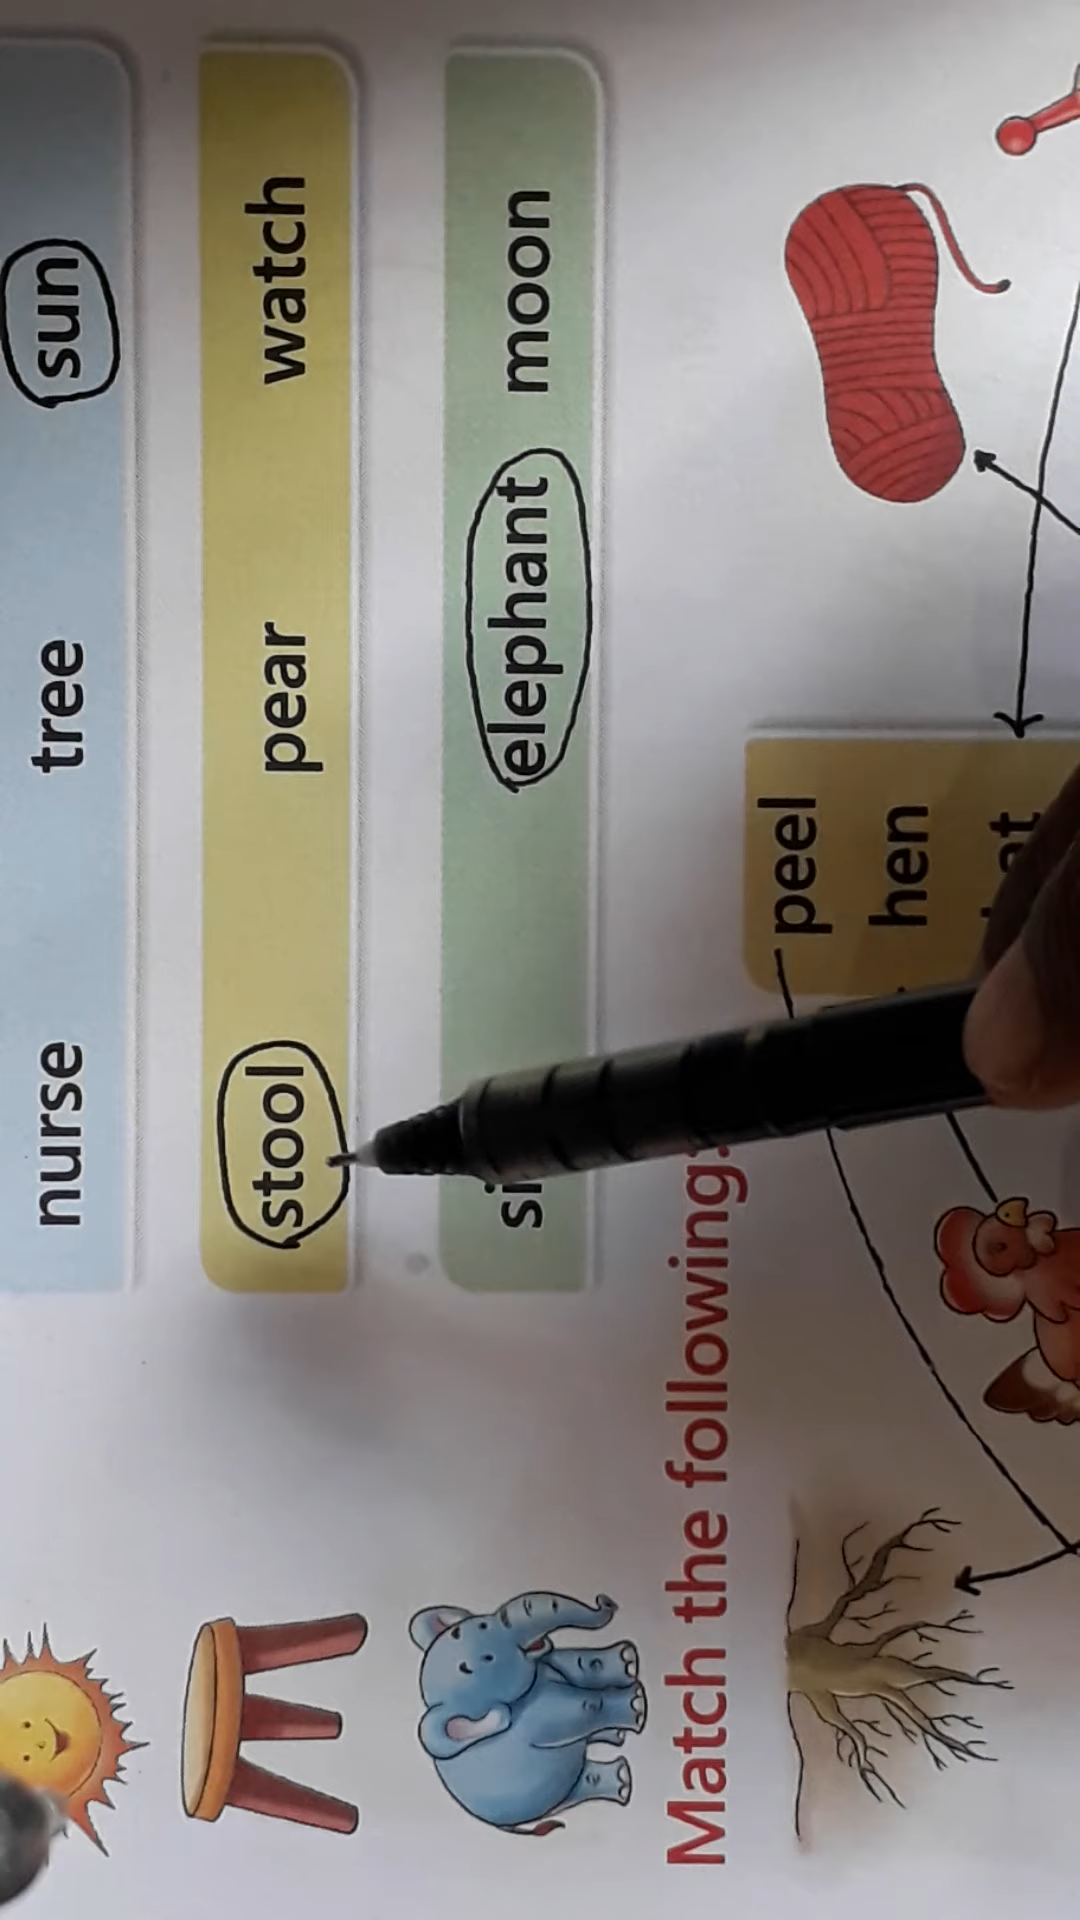 nurse tree sun
stool pear watch
elephant moon
Match the following.
peel
hen